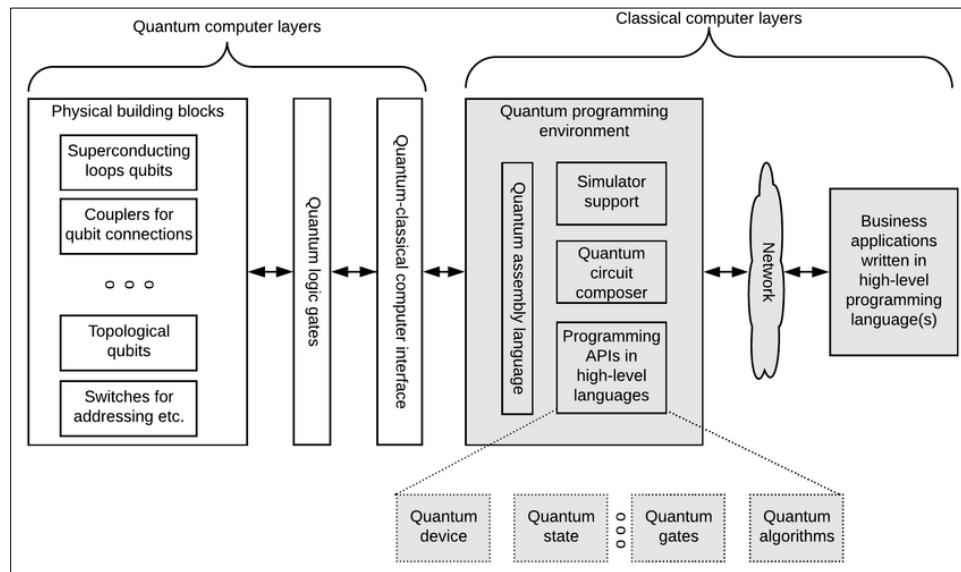 Quantum computer layers
Classical computer layers
Physical building blocks
Superconducting
loops qubits
Couplers for
qubit connections
o o o
Topological
qubits
Switches for
addressing etc.
Quantum logic gates
Quantum-classical computer interface
Quantum programming
environment
Quantum assembly language
Simulator
support
Quantum
circuit
composer
Programming
APIs in
high-level
languages
Network
Business
applications
written in
high-level
programming
language(s)
Quantum
device
Quantum
state
o
o
o
Quantum
gates
Quantum
algorithms